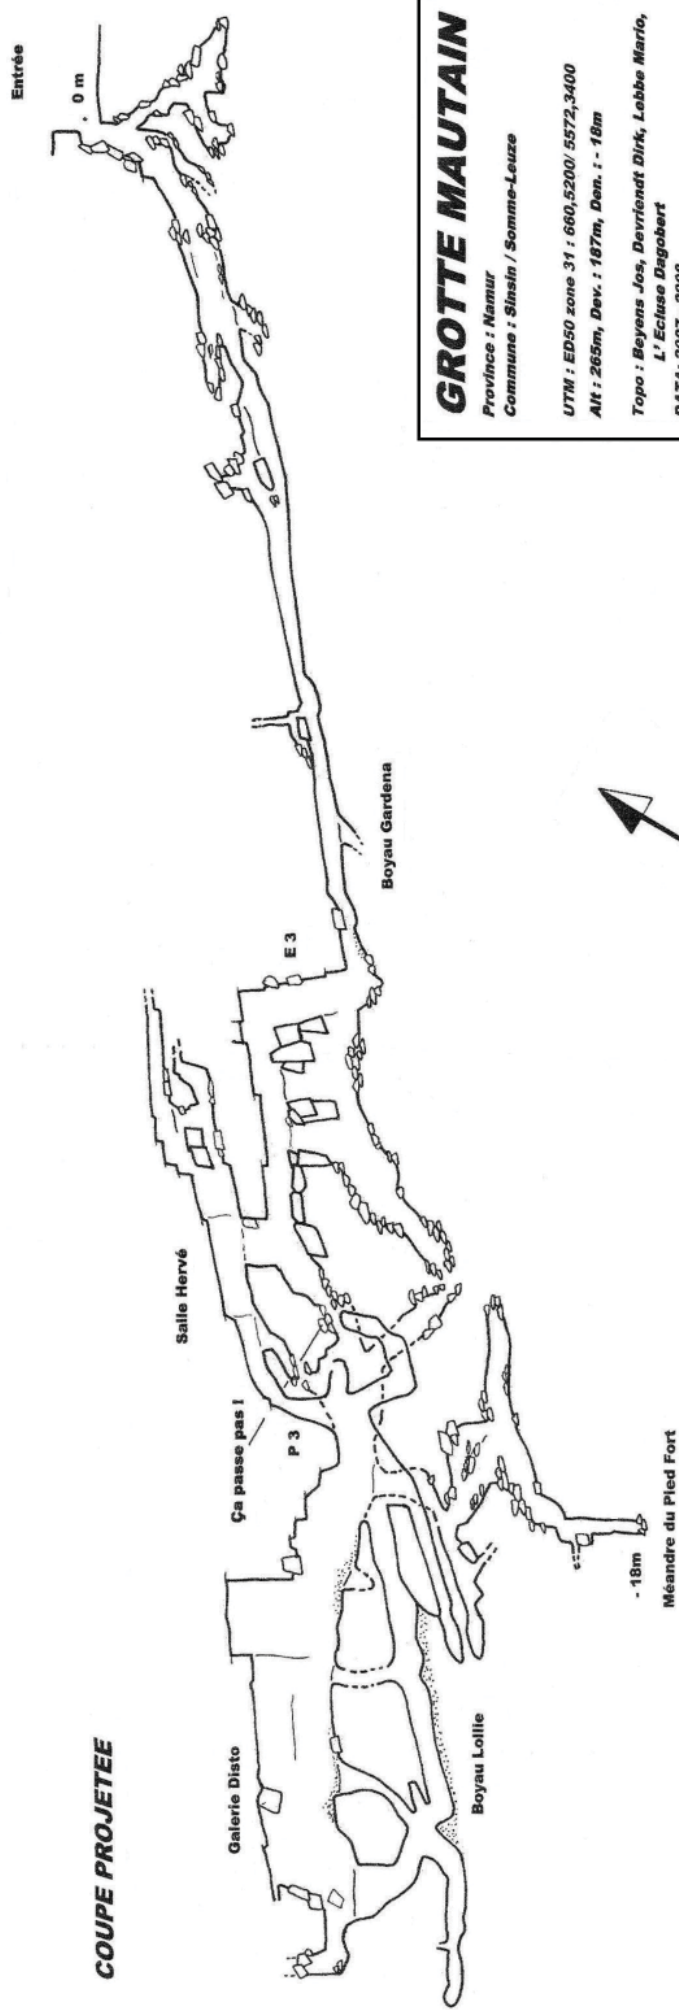 COUPE PROJETEE
Galerie Disto
Boyau Lollie
Ça passe pas !
P 3
Salle Hervé
- 18m
Méandre du Pied Fort
E 3
Boyau Gardena
Entrée
. 0 m
GROTTE MAUTAIN
Province : Namur
Commune : Sinsin / Somme-Leuze
UTM : ED50 zone 31 : 660,5200/ 5572,3400
Alt : 265m, Dev. : 187m, Den. : - 18m
Topo : Beyens Jos, Devriendt Dirk, Lobbe Mario,
L' Ecluse Dagobert